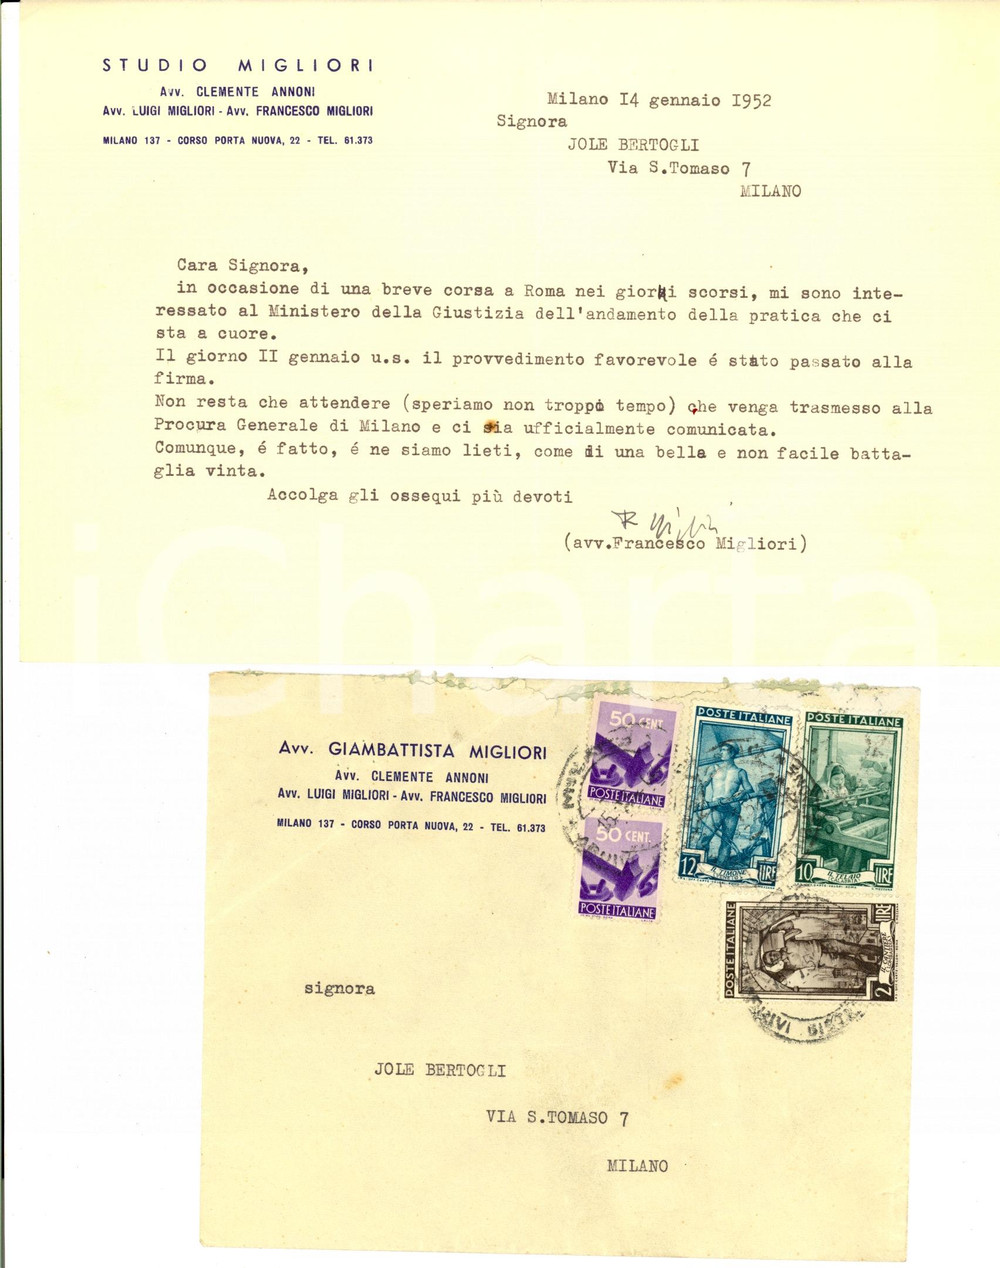 STUDIO MIGLIORI
Avv. CLEMENTE ANNONI
Avv. LUIGI MIGLIORI - Avv. FRANCESCO MIGLIORI
MILANO 137 - CORSO PORTA NUOVA, 22 - TEL. 61.373
Milano I4 gennaio I952
Signora
JOLE BERTOGLI
Via S.Tomaso 7
MILANO
Cara Signora,
in occasione di una breve corsa a Roma nei giorni scorsi, mi sono inte-
ressato al Ministero della Giustizia dell'andamento della pratica che ci
sta a cuore.
Il giorno II gennaio u.s. il provvedimento favorevole é stato passato alla
firma.
Non resta che attendere (speriamo non troppo tempo) che venga trasmesso alla
Procura Generale di Milano e ci sia ufficialmente comunicata.
Comunque, é fatto, é ne siamo lieti, come di una bella e non facile batta-
glia vinta.
Accolga gli ossequi più devoti
(avv.Francesco Migliori)
iCharta
Avv. GIAMBATTISTA MIGLIORI
Avv. CLEMENTE ANNONI
Avv. LUIGI MIGLIORI - Avv. FRANCESCO MIGLIORI
MILANO 137 - CORSO PORTA NUOVA, 22 - TEL. 61.373
50 CENT.
POSTE ITALIANE
50 CENT.
POSTE ITALIANE
POSTE ITALIANE
12 LIRE
POSTE ITALIANE
10 LIRE
IL TELAIO
POSTE ITALIANE
2 LIRE
signora
JOLE BERTOGLI
VIA S.TOMASO 7
MILANO